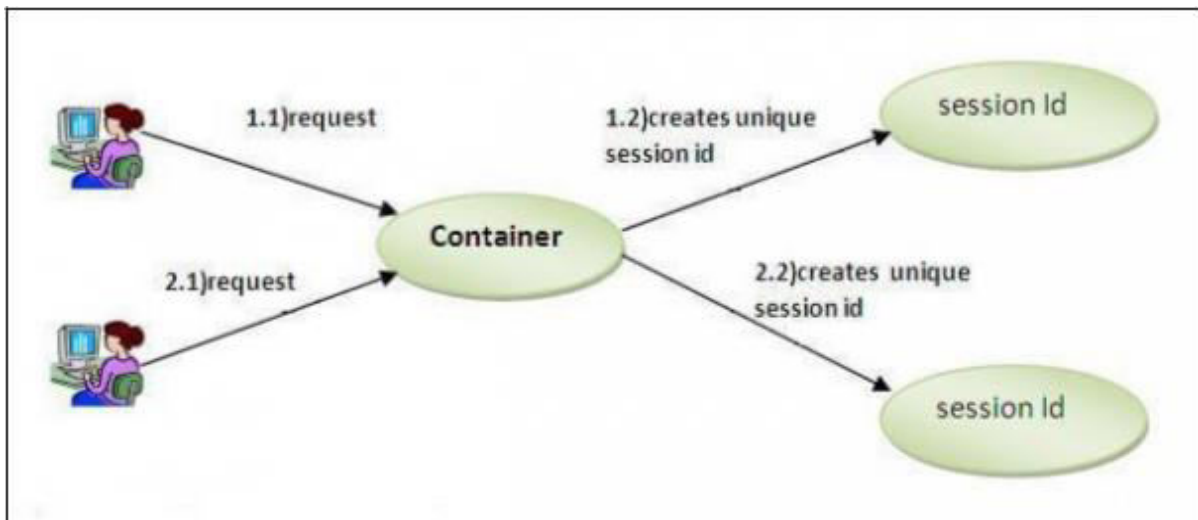 1.1)request
1.2)creates unique
session id
session Id
Container
2.1)request
2.2)creates unique
session id
session Id